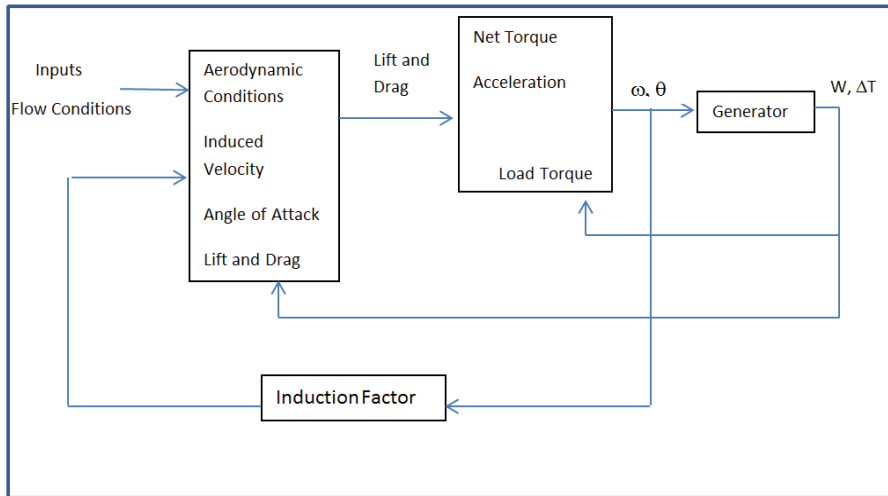 Inputs
Flow Conditions
Aerodynamic
Conditions
Induced
Velocity
Angle of Attack
Lift and Drag
Lift and
Drag
Net Torque
Acceleration
Load Torque
ω, θ
Generator
W, ΔT
Induction Factor